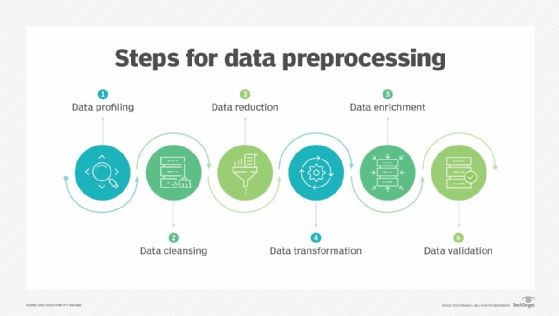 Steps for data preprocessing
1
Data profiling
2
Data cleansing
3
Data reduction
4
Data transformation
5
Data enrichment
6
Data validation
TechTarget